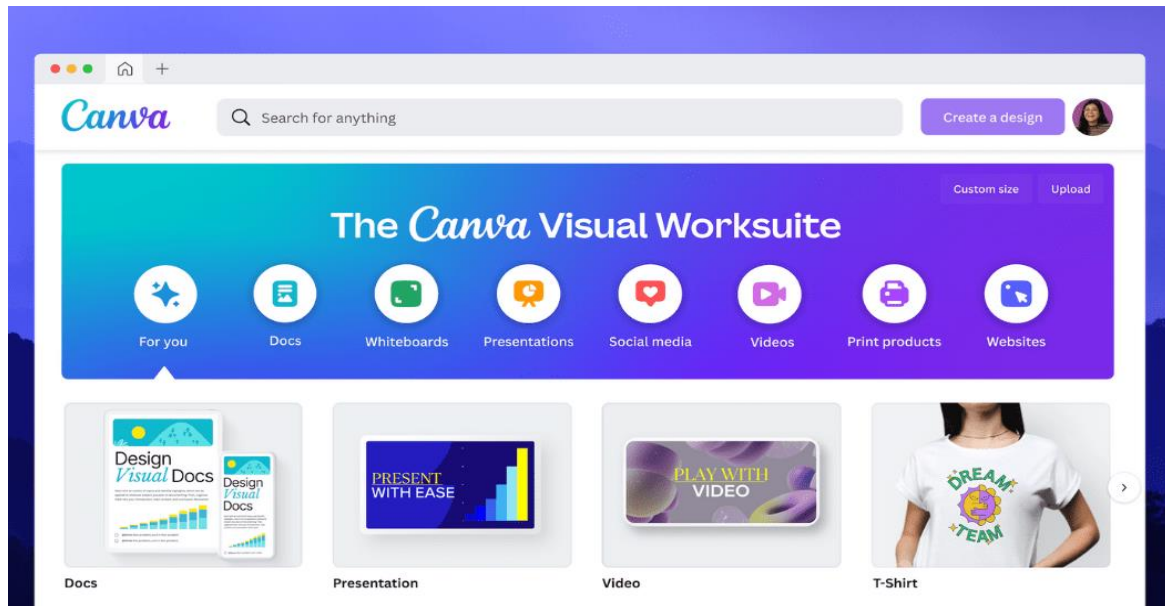 Canva
Search for anything
Create a design
Custom size
Upload
The Canva Visual Worksuite
For you
Docs
Whiteboards
Presentations
Social media
Videos
Print products
Websites
Design
Visual Docs
Design
Visual
Docs
PRESENT
WITH EASE
PLAY WITH
VIDEO
DREAM
TEAM
Docs
Presentation
Video
T-Shirt